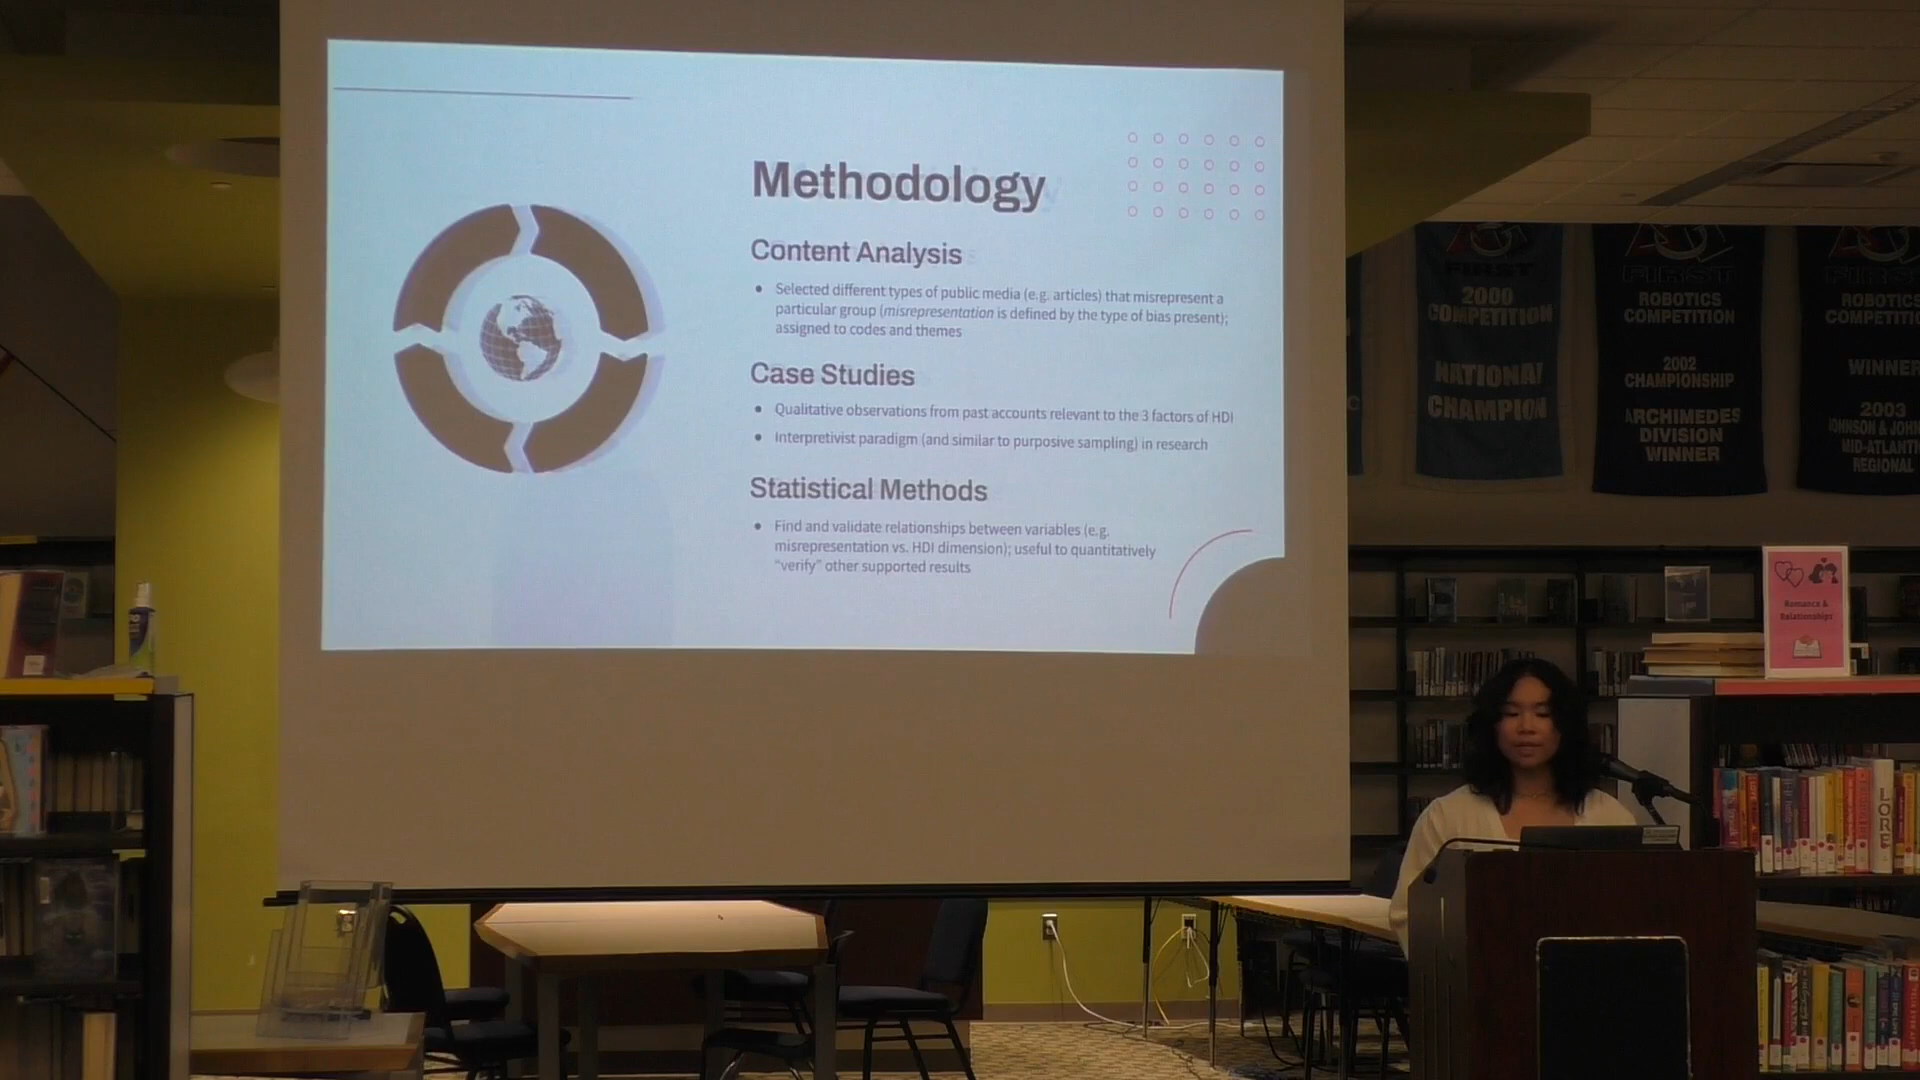 Methodology
Content Analysis
• Selected different types of public media (e.g. articles) that misrepresent a
particular group (misrepresentation is defined by the type of bias present);
assigned to codes and themes
Case Studies
• Qualitative observations from past accounts relevant to the 3 factors of HDI
• Interpretivist paradigm (and similar to purposive sampling) in research
Statistical Methods
• Find and validate relationships between variables (e.g.
misrepresentation vs. HDI dimension); useful to quantitatively
"verify" other supported results
FIRST
2000
COMPETITION
NATIONAL
CHAMPION
FIRST
ROBOTICS
COMPETITION
2002
CHAMPIONSHIP
ARCHIMEDES
DIVISION
WINNER
FIRST
ROBOTICS
WINNER
2003
REGIONAL
Romance &
Relationships
LORE